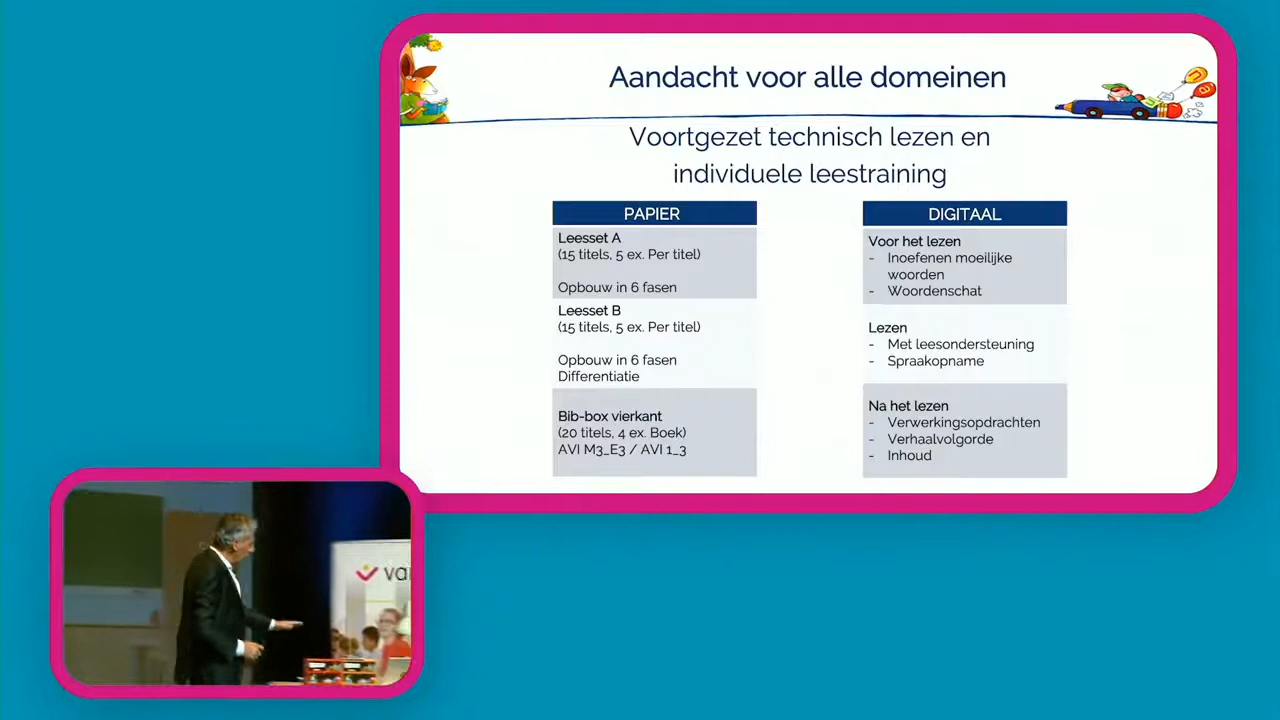 Aandacht voor alle domeinen
Voortgezet technisch lezen en
individuele leestraining
PAPIER
Leesset A
(15 titels, 5 ex. Per titel)
Opbouw in 6 fasen
Leesset B
(15 titels, 5 ex. Per titel)
Opbouw in 6 fasen
Differentiatie
Bib-box vierkant
(20 titels, 4 ex. Boek)
AVI M3_E3 / AVI 1_3
DIGITAAL
Voor het lezen
- Inoefenen moeilijke
woorden
- Woordenschat
Lezen
- Met leesondersteuning
- Spraakopname
Na het lezen
- Verwerkingsopdrachten
- Verhaalvolgorde
- Inhoud
va